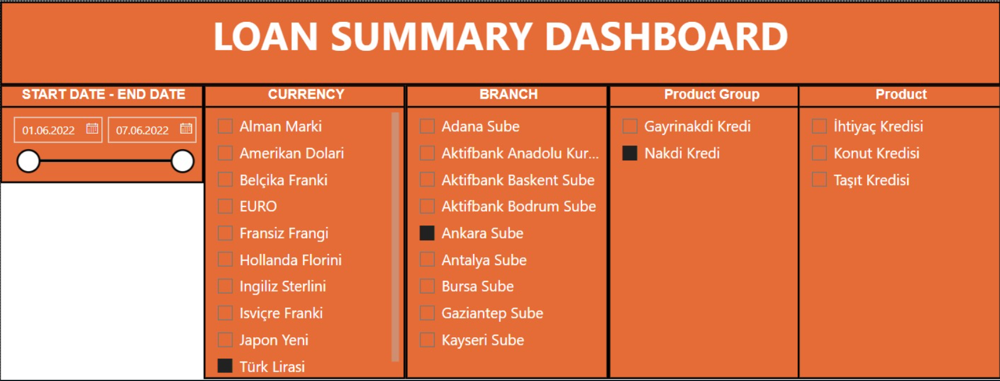 LOAN SUMMARY DASHBOARD
START DATE - END DATE
01.06.2022
07.06.2022
CURRENCY
Alman Marki
Amerikan Dolari
Belçika Franki
EURO
Fransiz Frangi
Hollanda Florini
Ingiliz Sterlini
Isviçre Franki
Japon Yeni
Türk Lirasi
BRANCH
Adana Sube
Aktifbank Anadolu Kur...
Aktifbank Baskent Sube
Aktifbank Bodrum Sube
Ankara Sube
Antalya Sube
Bursa Sube
Gaziantep Sube
Kayseri Sube
Product Group
Gayrinakdi Kredi
Nakdi Kredi
Product
İhtiyaç Kredisi
Konut Kredisi
Taşıt Kredisi